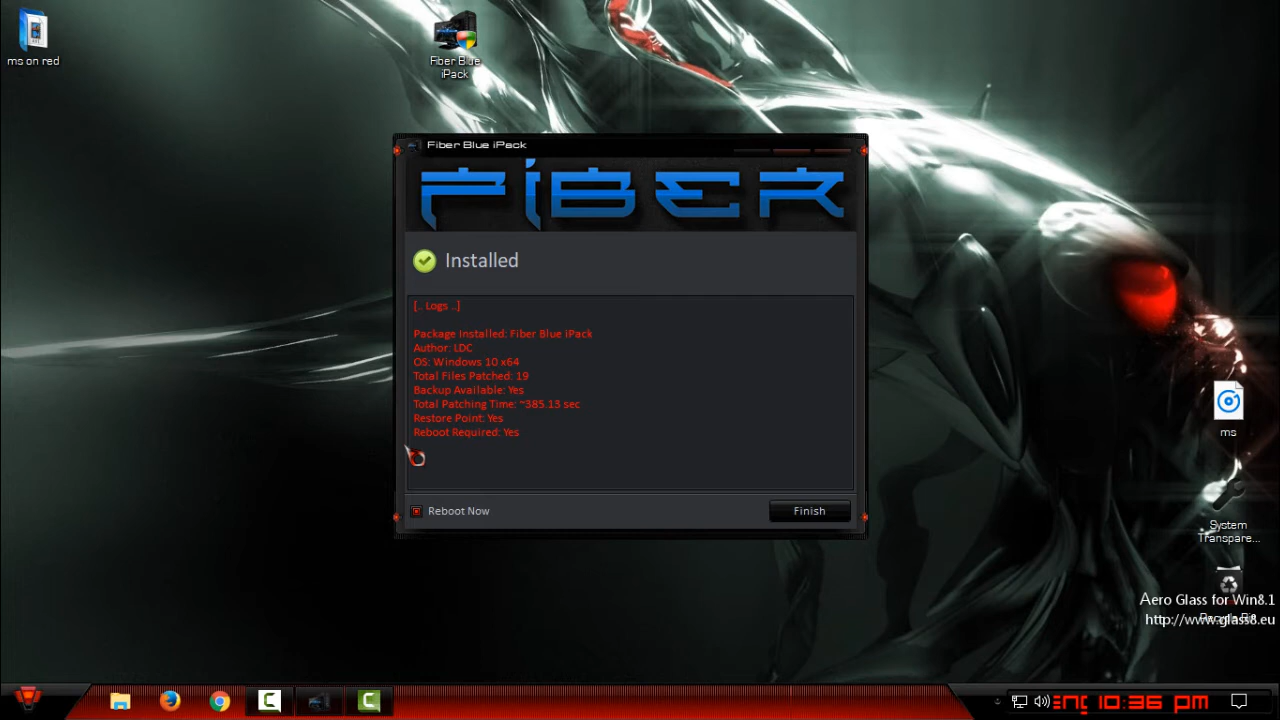 ms on red
Fiber Blue
iPack
Fiber Blue iPack
FIBER
Installed
[.. Logs ..]
Package Installed: Fiber Blue iPack
Author: LDC
OS: Windows 10 x64
Total Files Patched: 19
Backup Available: Yes
Total Patching Time: ~385.13 sec
Restore Point: Yes
Reboot Required: Yes
Reboot Now
Finish
ms
System
Transpare...
Aero Glass for Win8.1
http://www.glass8.eu
Recycle Bin
ENG 10:36 PM